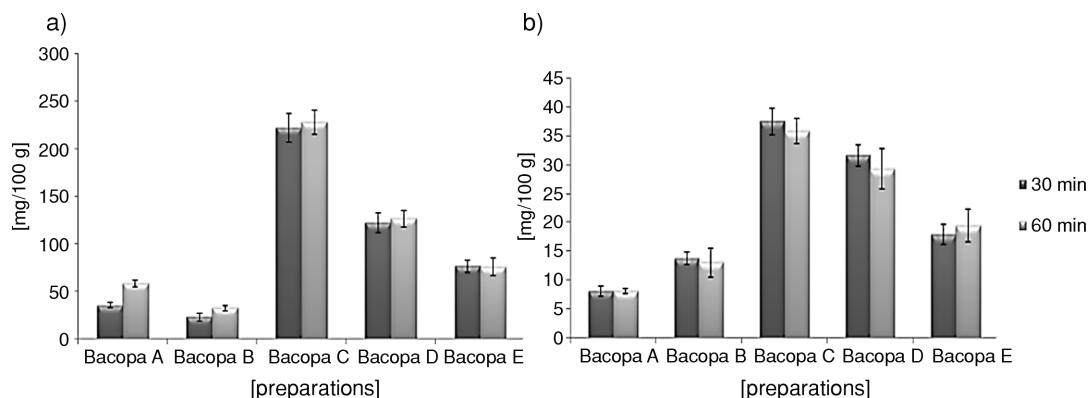 a)
300
250
200
150
100
50
0
[mg/100 g]
Bacopa A Bacopa B Bacopa C Bacopa D Bacopa E
[preparations]
b)
45
40
35
30
25
20
15
10
5
0
[mg/100 g]
Bacopa A Bacopa B Bacopa C Bacopa D Bacopa E
[preparations]
30 min
60 min